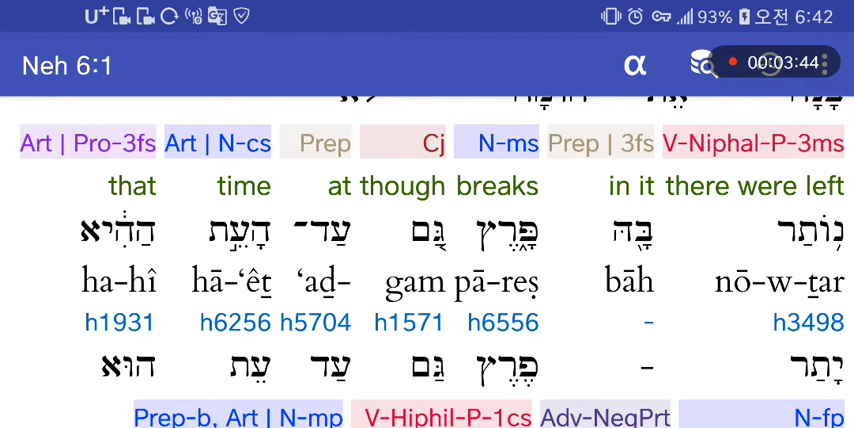 U+ 93% 오전 6:42
Neh 6:1 α 00:03:44
Art | Pro-3fs Art | N-cs Prep Cj N-ms Prep | 3fs V-Niphal-P-3ms
that time at though breaks in it there were left
נ֥וֹתַר בָּ֖הּ פָּ֑רֶץ גַּ֚ם עַד־ הָעֵ֣ת הַהִ֔יא
ha-hî hā-‘êṯ ‘aḏ- gam pā-reṣ bāh nō-w-ṯar
h1931 h6256 h5704 h1571 h6556 - h3498
יָתַר - פֶּרֶץ גַּם עַד עֵת הוּא
Prep-b, Art | N-mp V-Hiphil-P-1cs Adv-NegPrt N-fp